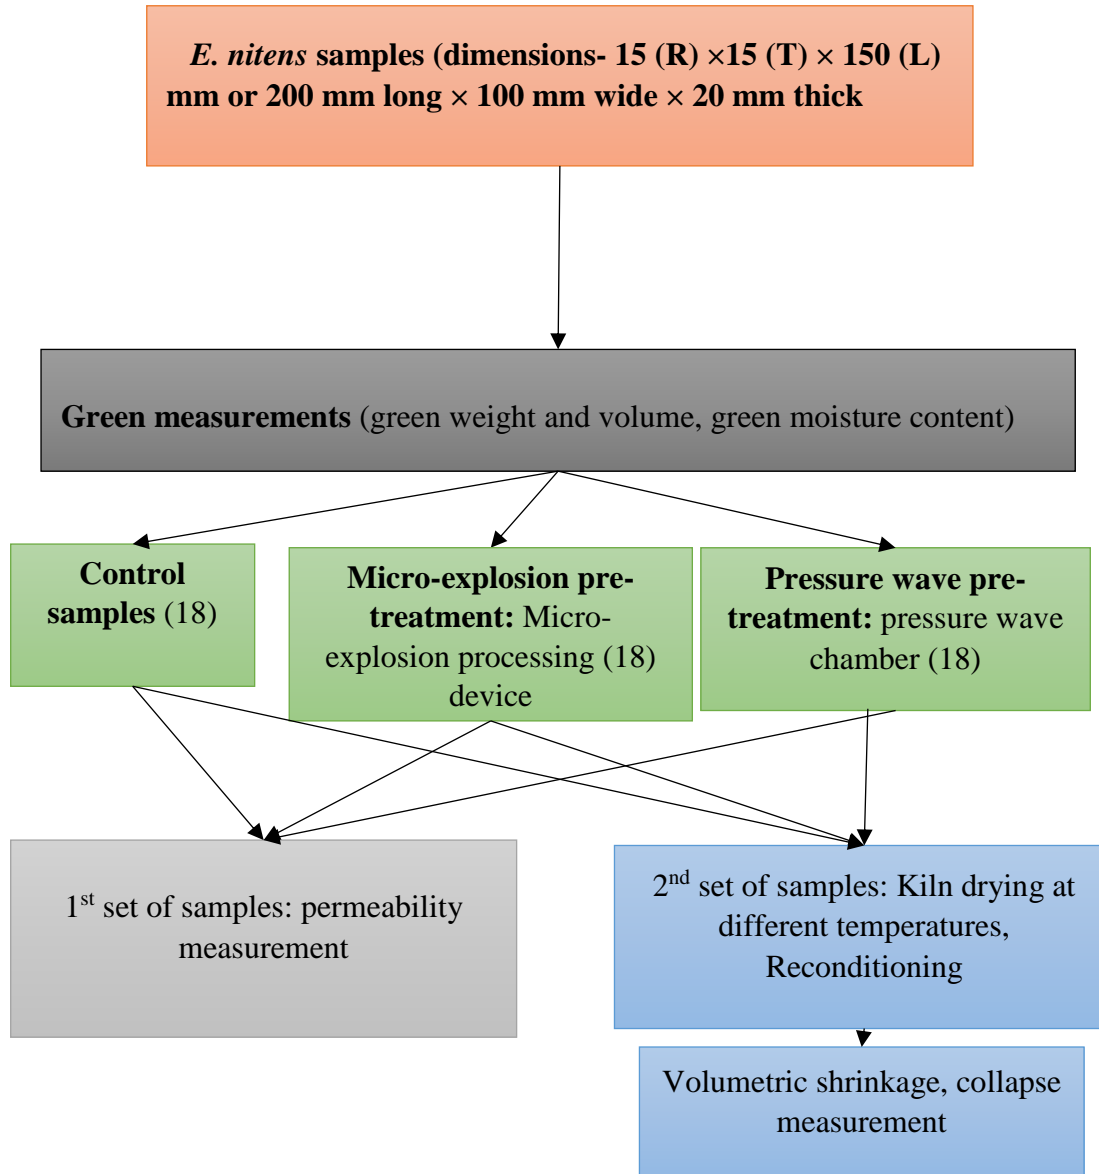 E. nitens samples (dimensions- 15 (R) ×15 (T) × 150 (L)
mm or 200 mm long × 100 mm wide × 20 mm thick
Green measurements (green weight and volume, green moisture content)
Control
samples (18)
Micro-explosion pre-
treatment: Micro-
explosion processing (18)
device
Pressure wave pre-
treatment: pressure wave
chamber (18)
1st set of samples: permeability
measurement
2nd set of samples: Kiln drying at
different temperatures,
Reconditioning
Volumetric shrinkage, collapse
measurement